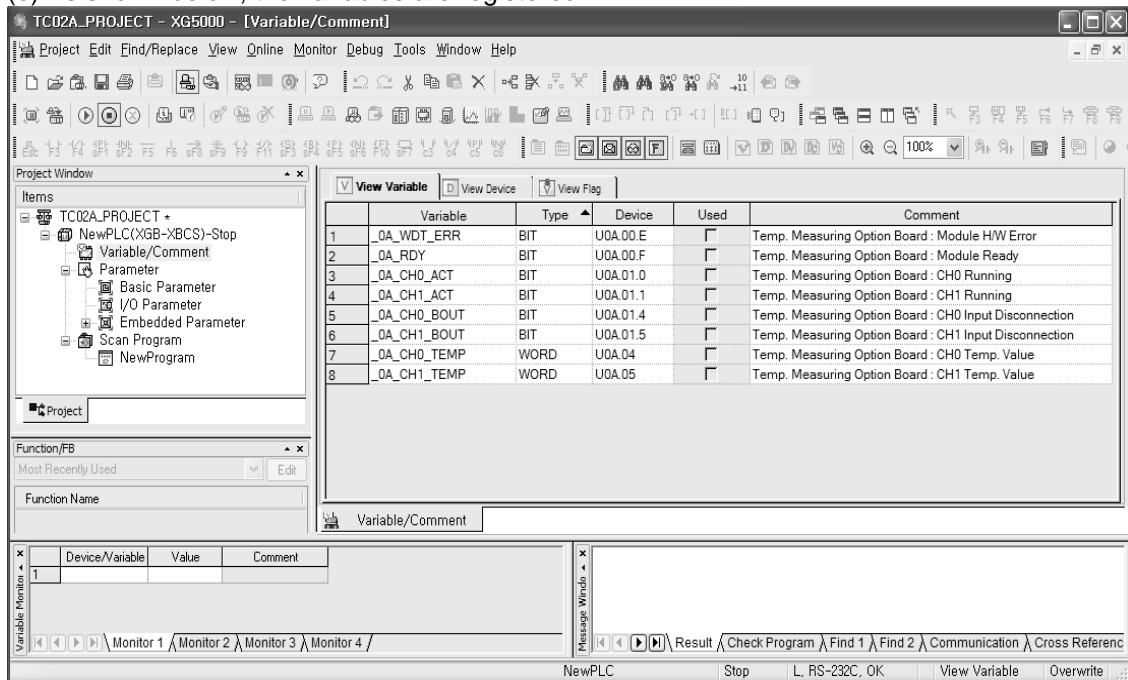 TC02A_PROJECT - XG5000 - [Variable/Comment]
Project Edit Find/Replace View Online Monitor Debug Tools Window Help
100%
Project Window
Items
TC02A_PROJECT *
NewPLC(XGB-XBCS)-Stop
Variable/Comment
Parameter
Basic Parameter
I/O Parameter
Embedded Parameter
Scan Program
NewProgram
Project
Function/FB
Most Recently Used Edit
Function Name
V View Variable D View Device View Flag
Variable Type Device Used Comment
1 _0A_WDT_ERR BIT U0A.00.E Temp. Measuring Option Board : Module H/W Error
2 _0A_RDY BIT U0A.00.F Temp. Measuring Option Board : Module Ready
3 _0A_CH0_ACT BIT U0A.01.0 Temp. Measuring Option Board : CH0 Running
4 _0A_CH1_ACT BIT U0A.01.1 Temp. Measuring Option Board : CH1 Running
5 _0A_CH0_BOUT BIT U0A.01.4 Temp. Measuring Option Board : CH0 Input Disconnection
6 _0A_CH1_BOUT BIT U0A.01.5 Temp. Measuring Option Board : CH1 Input Disconnection
7 _0A_CH0_TEMP WORD U0A.04 Temp. Measuring Option Board : CH0 Temp. Value
8 _0A_CH1_TEMP WORD U0A.05 Temp. Measuring Option Board : CH1 Temp. Value
Variable/Comment
Variable Monitor
Device/Variable Value Comment
1
Monitor 1 Monitor 2 Monitor 3 Monitor 4
Message Windo
Result Check Program Find 1 Find 2 Communication Cross Referenc
NewPLC Stop L, RS-232C, OK View Variable Overwrite